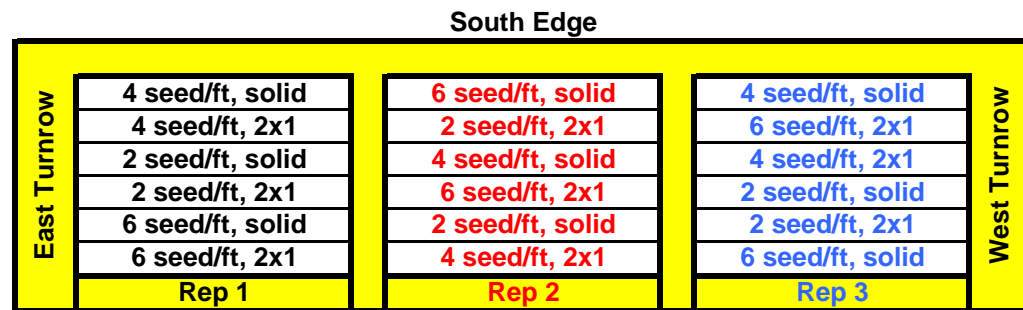 South Edge
East Turnrow
4 seed/ft, solid
4 seed/ft, 2x1
2 seed/ft, solid
2 seed/ft, 2x1
6 seed/ft, solid
6 seed/ft, 2x1
Rep 1
6 seed/ft, solid
2 seed/ft, 2x1
4 seed/ft, solid
6 seed/ft, 2x1
2 seed/ft, solid
4 seed/ft, 2x1
Rep 2
4 seed/ft, solid
6 seed/ft, 2x1
4 seed/ft, 2x1
2 seed/ft, solid
2 seed/ft, 2x1
6 seed/ft, solid
Rep 3
West Turnrow